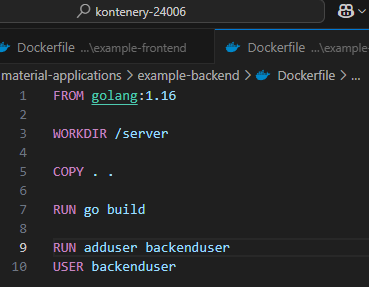 kontenery-24006
Dockerfile ...\example-frontend
Dockerfile ...\example-
material-applications > example-backend > Dockerfile > ...
1 FROM golang:1.16
2
3 WORKDIR /server
4
5 COPY . .
6
7 RUN go build
8
9 RUN adduser backenduser
10 USER backenduser